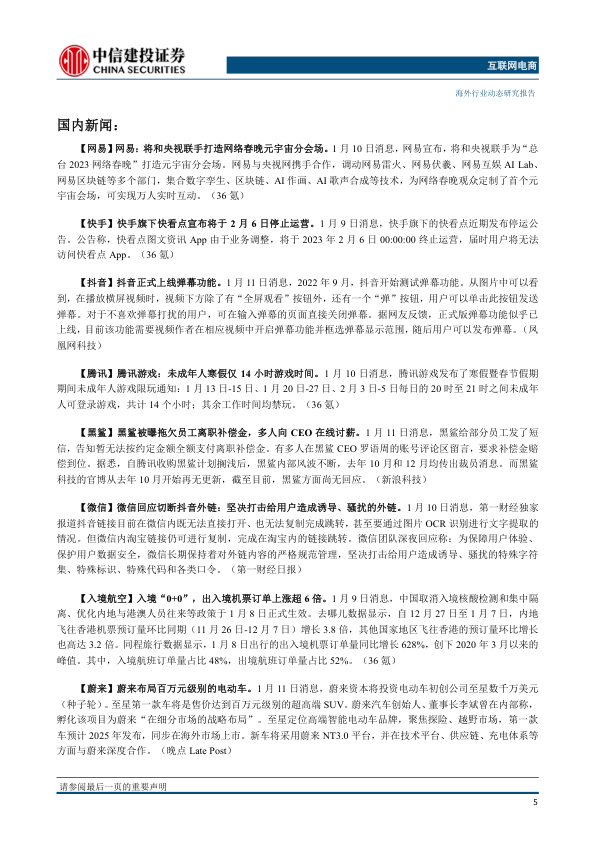 中信建投证券
CHINA SECURITIES
互联网电商
海外行业动态研究报告
国内新闻：
【网易】网易：将和央视联手打造网络春晚元宇宙分会场。1 月 10 日消息，网易宣布，将和央视联手为“总
台 2023 网络春晚”打造元宇宙分会场。网易与央视网携手合作，调动网易雷火、网易伏羲、网易互娱 AI Lab、
网易区块链等多个部门，集合数字孪生、区块链、AI 作画、AI 歌声合成等技术，为网络春晚观众定制了首个元
宇宙会场，可实现万人实时互动。（36 氪）
【快手】快手旗下快看点宣布将于 2 月 6 日停止运营。1 月 9 日消息，快手旗下的快看点近期发布停运公
告。公告称，快看点图文资讯 App 由于业务调整，将于 2023 年 2 月 6 日 00:00:00 终止运营，届时用户将无法
访问快看点 App。（36 氪）
【抖音】抖音正式上线弹幕功能。1 月 11 日消息，2022 年 9 月，抖音开始测试弹幕功能。从图片中可以看
到，在播放横屏视频时，视频下方除了有“全屏观看”按钮外，还有一个“弹”按钮，用户可以单击此按钮发送
弹幕。对于不喜欢弹幕打扰的用户，可在输入弹幕的页面直接关闭弹幕。据网友反馈，正式版弹幕功能似乎已
上线，目前该功能需要视频作者在相应视频中开启弹幕功能并框选弹幕显示范围，随后用户可以发布弹幕。（凤
凰网科技）
【腾讯】腾讯游戏：未成年人寒假仅 14 小时游戏时间。1 月 10 日消息，腾讯游戏发布了寒假暨春节假期
期间未成年人游戏限玩通知：1 月 13 日-15 日、1 月 20 日-27 日、2 月 3 日-5 日每日的 20 时至 21 时之间未成年
人可登录游戏，共计 14 个小时；其余工作时间均禁玩。（36 氪）
【黑鲨】黑鲨被曝拖欠员工离职补偿金，多人向 CEO 在线讨薪。1 月 11 日消息，黑鲨给部分员工发了短
信，告知暂无法按约定金额全额支付离职补偿金。有多人在黑鲨 CEO 罗语周的账号评论区留言，要求补偿金赔
偿到位。据悉，自腾讯收购黑鲨计划搁浅后，黑鲨内部风波不断，去年 10 月和 12 月均传出裁员消息。而黑鲨
科技的官博从去年 10 月开始再无更新，截至目前，黑鲨方面尚无回应。（新浪科技）
【微信】微信回应切断抖音外链：坚决打击给用户造成诱导、骚扰的外链。1 月 10 日消息，第一财经独家
报道抖音链接目前在微信内既无法直接打开、也无法复制完成跳转，甚至要通过图片 OCR 识别进行文字提取的
情况。但微信内淘宝链接仍可进行复制，完成在淘宝内的链接跳转。微信团队深夜回应称：为保障用户体验、
保护用户数据安全，微信长期保持着对外链内容的严格规范管理，坚决打击给用户造成诱导、骚扰的特殊字符
集、特殊标识、特殊代码和各类口令。（第一财经日报）
【入境航空】入境“0+0”，出入境机票订单上涨超 6 倍。1 月 9 日消息，中国取消入境核酸检测和集中隔
离、优化内地与港澳人员往来等政策于 1 月 8 日正式生效。去哪儿数据显示，自 12 月 27 日至 1 月 7 日，内地
飞往香港机票预订量环比同期（11 月 26 日-12 月 7 日）增长 3.8 倍，其他国家地区飞往香港的预订量环比增长
也高达 3.2 倍。同程旅行数据显示，1 月 8 日出行的出入境机票订单量同比增长 628%，创下 2020 年 3 月以来的
峰值。其中，入境航班订单量占比 48%，出境航班订单量占比 52%。（36 氪）
【蔚来】蔚来布局百万元级别的电动车。1 月 11 日消息，蔚来资本将投资电动车初创公司至星数千万美元
（种子轮）。至星第一款车将是售价达到百万元级别的超高端 SUV。蔚来汽车创始人、董事长李斌曾在内部称，
孵化该项目为蔚来“在细分市场的战略布局”。至星定位高端智能电动车品牌，聚焦探险、越野市场，第一款
车预计 2025 年发布，同步在海外市场上市。新车将采用蔚来 NT3.0 平台，并在技术平台、供应链、充电体系等
方面与蔚来深度合作。（晚点 Late Post）
请参阅最后一页的重要声明
5